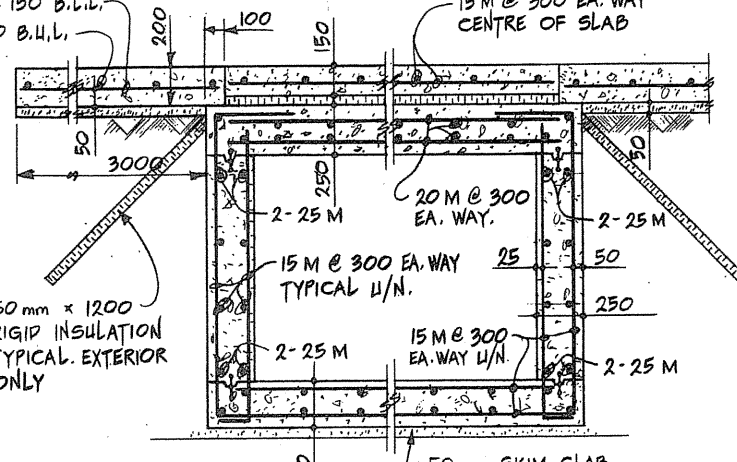 150 B.L.L.
B.U.L.
200
100
150
15 M @ 300 EA. WAY
CENTRE OF SLAB
50
3000
250
50
20 M @ 300
EA. WAY.
2-25 M
2-25 M
15 M @ 300 EA. WAY
TYPICAL U/N.
25
50
250
50 mm x 1200
RIGID INSULATION
TYPICAL. EXTERIOR
ONLY
15 M @ 300
EA. WAY U/N.
2-25 M
2-25 M
SKIM SLAB